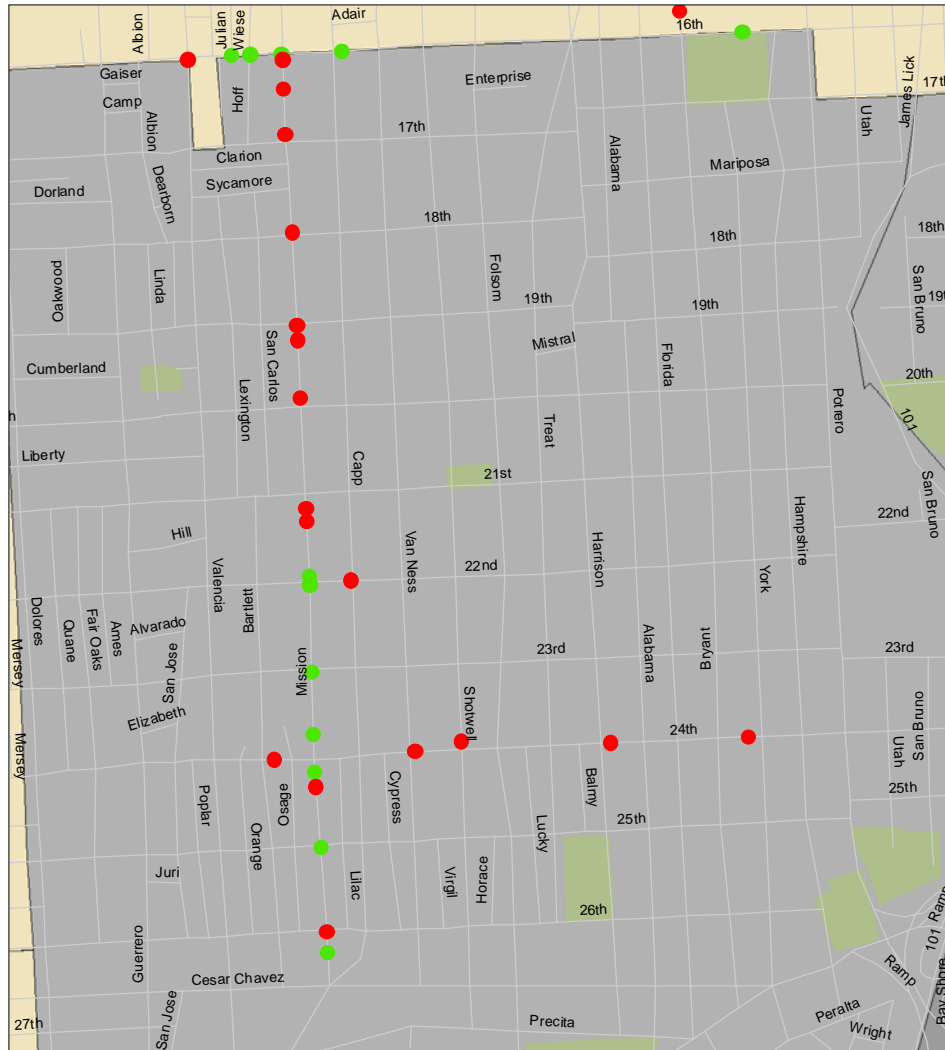 Adair
Albion
Julian
Wiese
16th
Gaiser
Enterprise
James Lick
17th
Camp
Hoff
Albion
Utah
17th
Alabama
Clarion
Mariposa
Sycamore
Dorland
Dearborn
18th
18th
18th
Oakwood
Linda
Folsom
San Bruno
19th
19th
19th
Mistral
San Carlos
Florida
Cumberland
20th
Lexington
Potrero
101
h
Treat
Liberty
Capp
21st
San Bruno
Hampshire
22nd
Hill
Van Ness
Harrison
22nd
Valencia
York
Bartlett
Dolores
Quane
Fair Oaks
Ames
Alvarado
Alabama
Bryant
23rd
23rd
Mersey
San Jose
Mission
Shotwell
Elizabeth
24th
San Bruno
Utah
Mersey
Cypress
Balmy
25th
Poplar
Osage
25th
Lucky
Orange
Juri
Lilac
Virgil
Horace
26th
101 Ramp
Guerrero
Ramp
Cesar Chavez
Bay Shore
San Jose
27th
Precita
Peralta
Wright